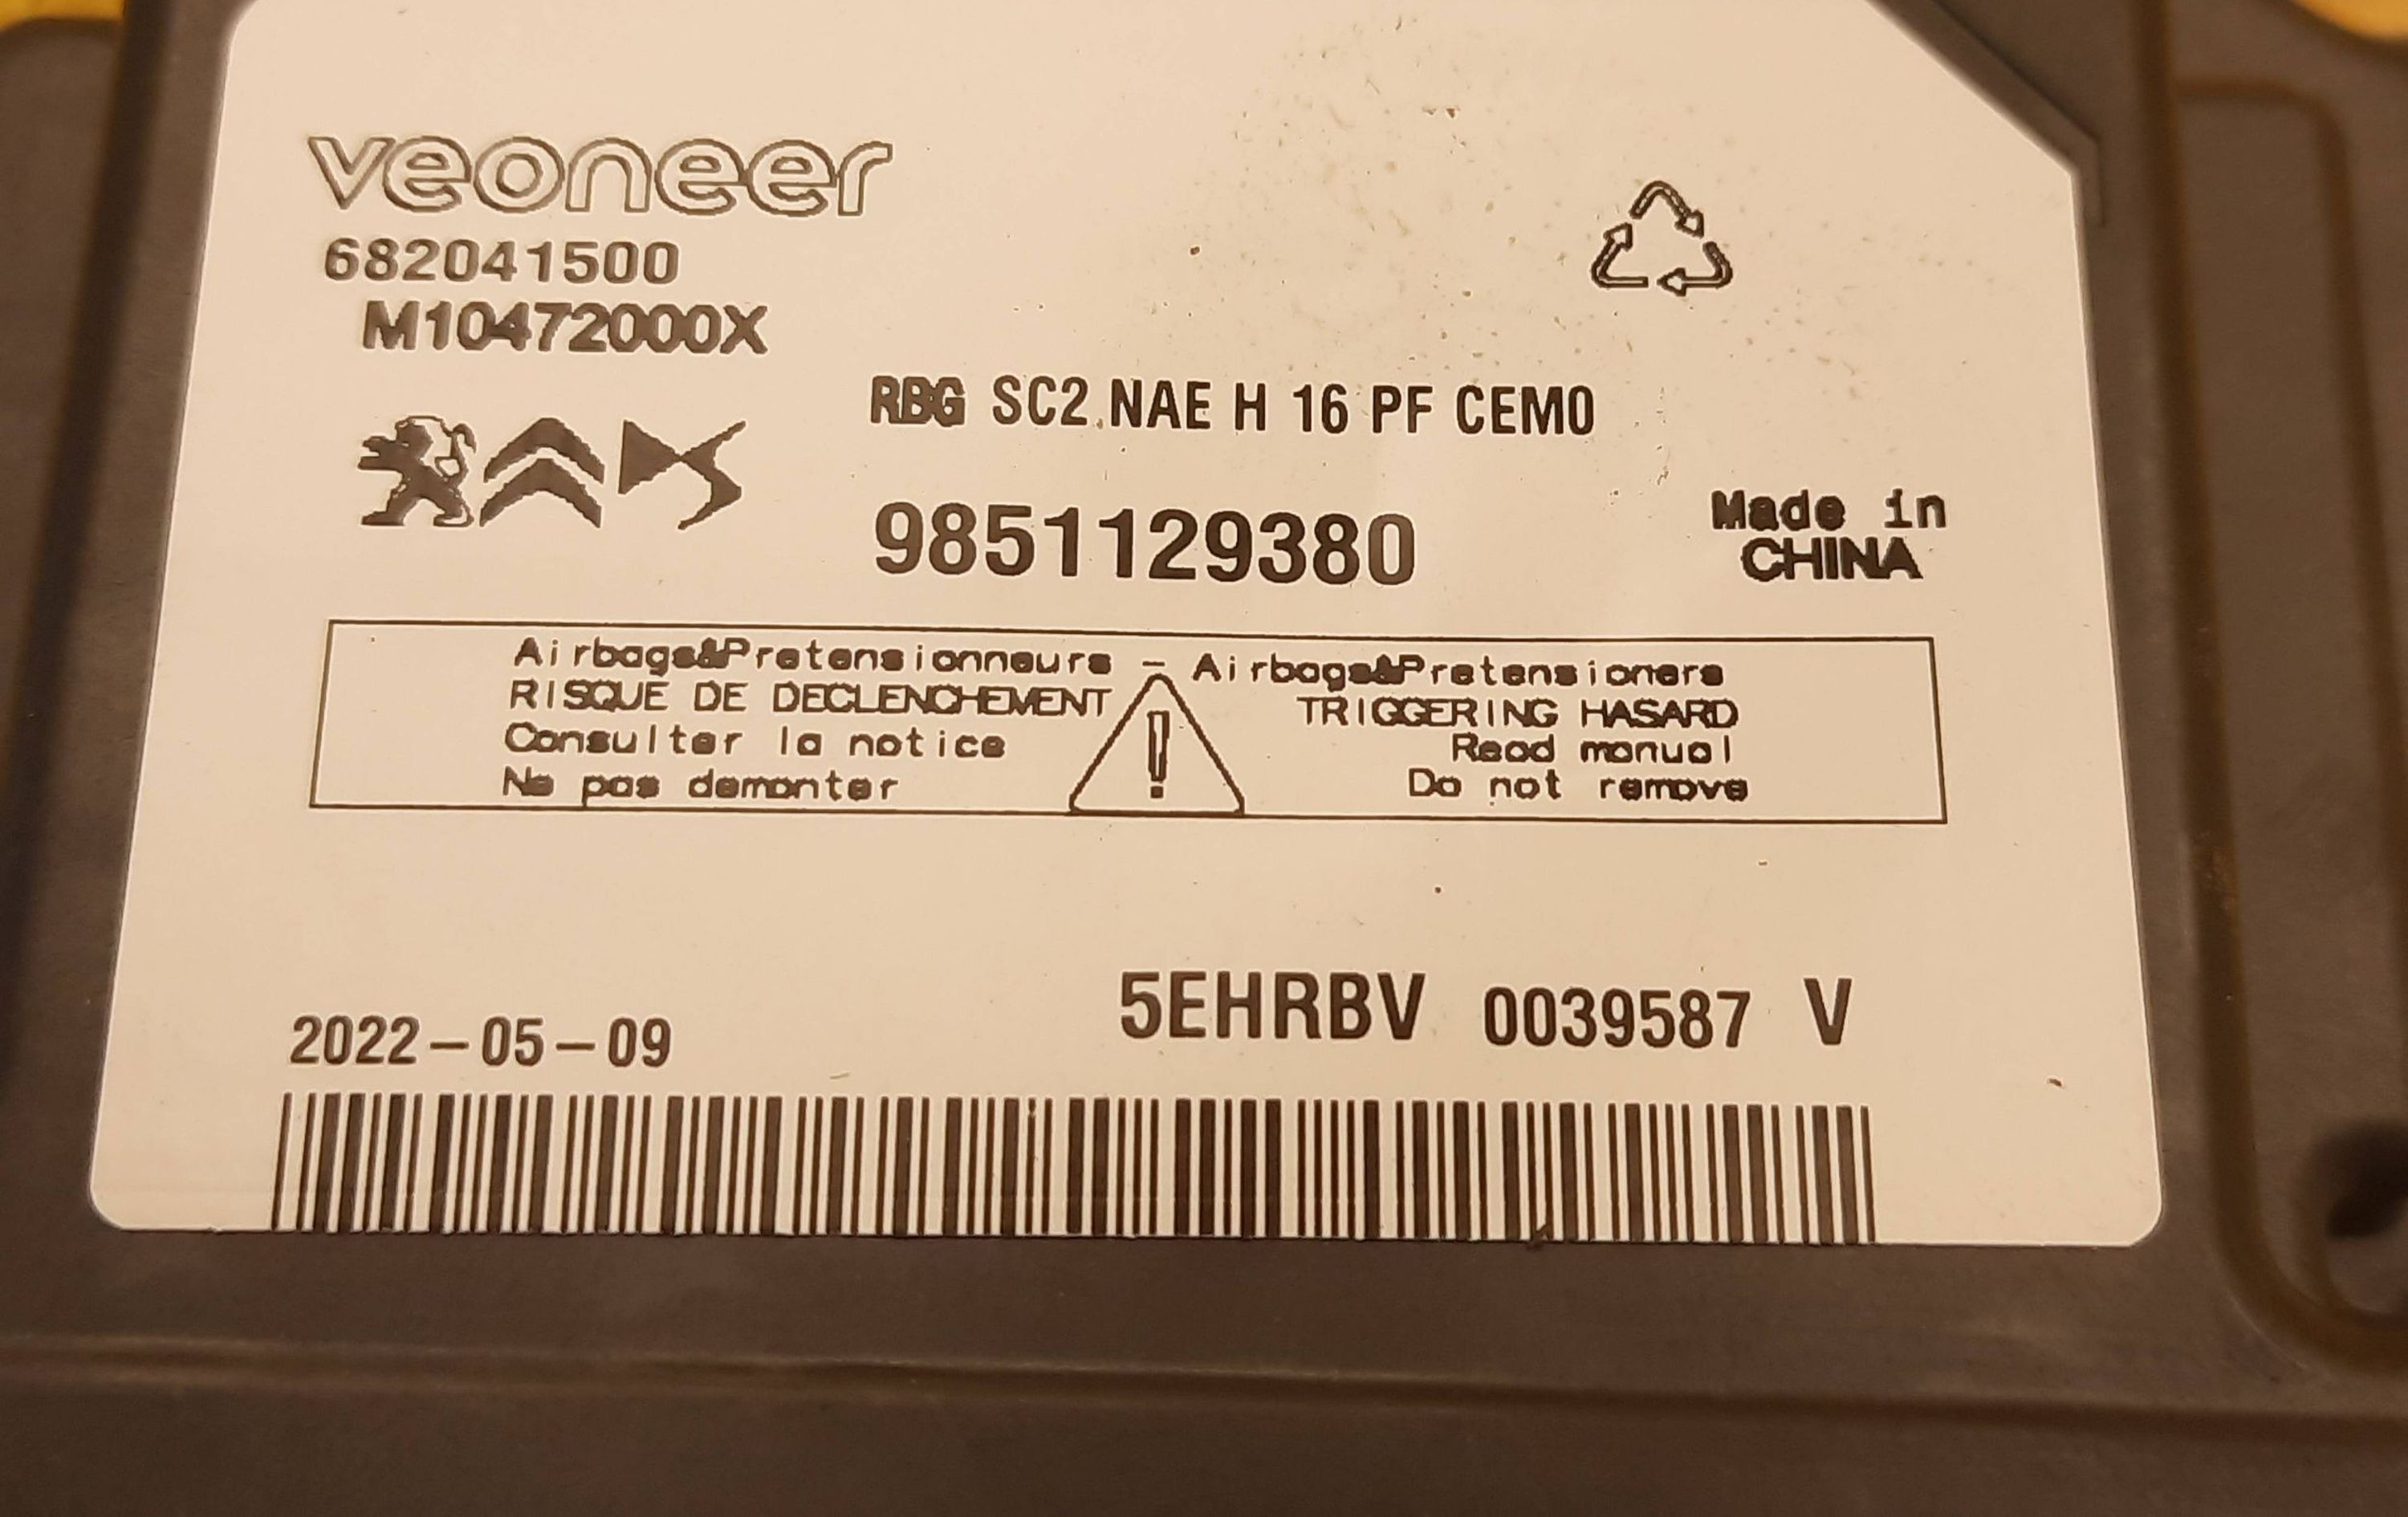 veoneer
682041500
M10472000X
RBG SC2 NAE H 16 PF CEM0
9851129380
Made in
CHINA
Airbags&Pretensionneurs - Airbags&Pretensioners
RISQUE DE DECLENCHEMENT
Consulter la notice
Ne pas demonter
TRIGGERING HASARD
Read manual
Do not remove
2022-05-09
5EHRBV 0039587 V